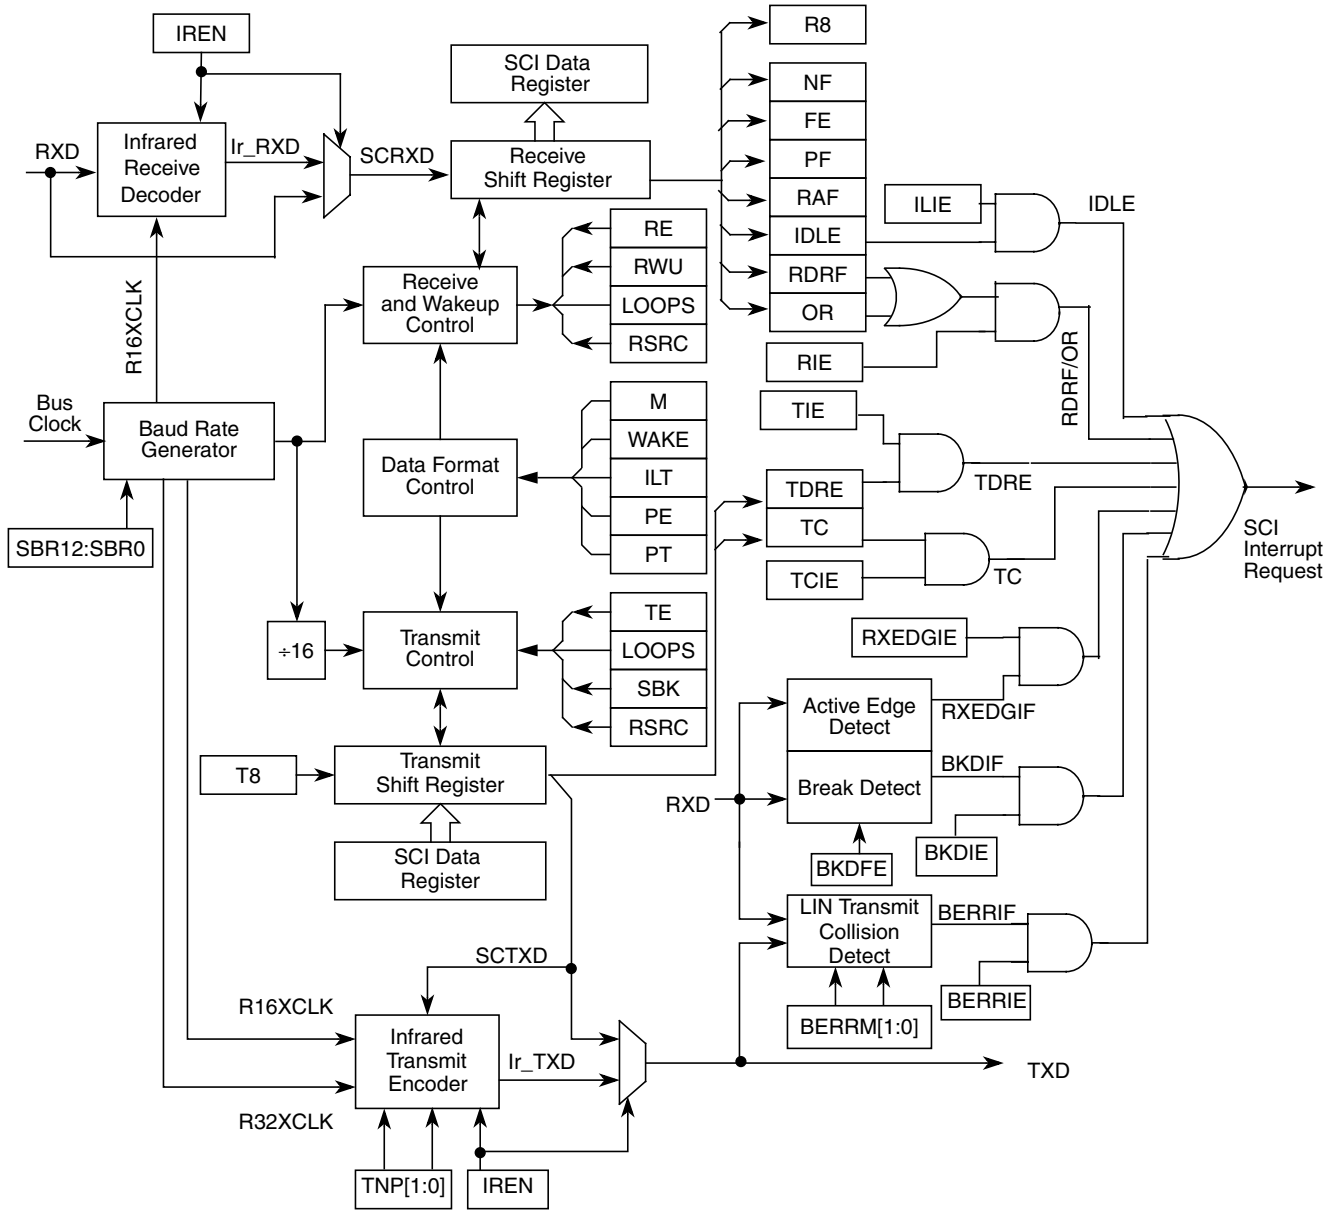 IREN
SCI Data
Register
R8
NF
FE
PF
RAF
IDLE
RDRF
OR
RXD
Infrared
Receive
Decoder
Ir_RXD
SCRXD
Receive
Shift Register
ILIE
IDLE
R16XCLK
Receive
and Wakeup
Control
RE
RWU
LOOPS
RSRC
RIE
RDRF/OR
Bus
Clock
Baud Rate
Generator
SBR12:SBR0
Data Format
Control
M
WAKE
ILT
PE
PT
TIE
TDRE
TC
TCIE
TDRE
TC
SCI
Interrupt
Request
÷16
Transmit
Control
TE
LOOPS
SBK
RSRC
RXEDGIE
Active Edge
Detect
RXEDGIF
T8
Transmit
Shift Register
SCI Data
Register
RXD
Break Detect
BKDIF
BKDIE
BKDFE
LIN Transmit
Collision
Detect
BERRIF
BERRIE
BERRM[1:0]
SCTXD
R16XCLK
Infrared
Transmit
Encoder
Ir_TXD
TXD
R32XCLK
TNP[1:0]
IREN